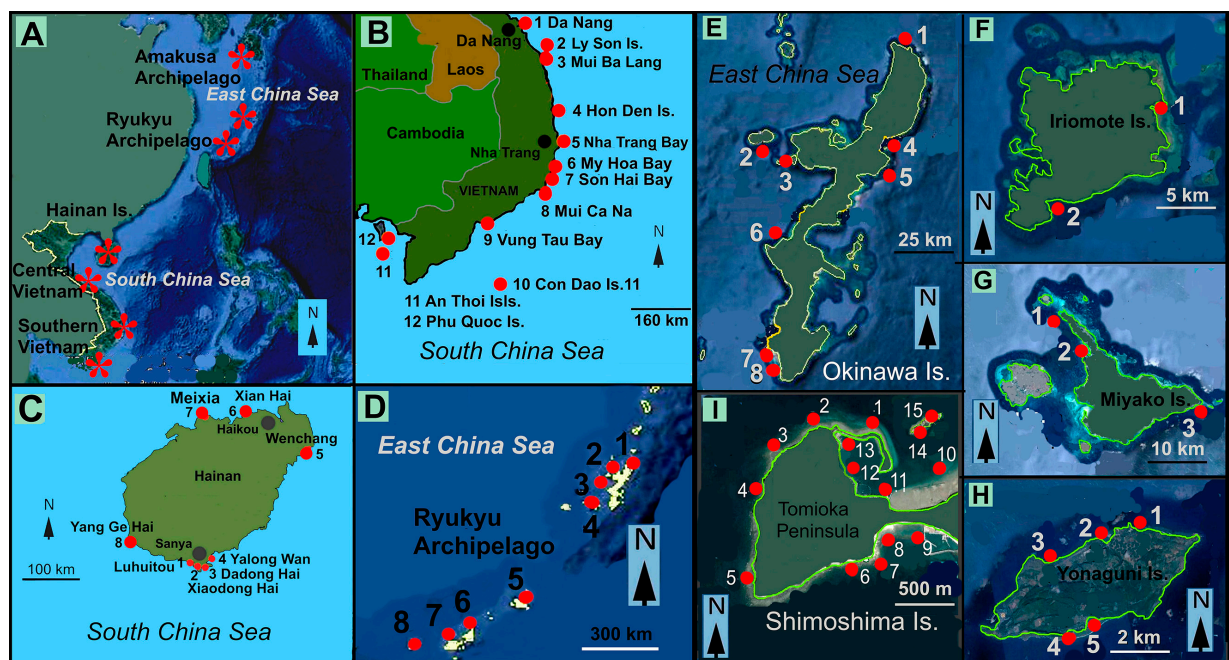 A
Amakusa
Archipelago
East China Sea
Ryukyu
Archipelago
Hainan Is.
Central
Vietnam
South China Sea
Southern
Vietnam
N
B
1 Da Nang
Da Nang
2 Ly Son Is.
3 Mui Ba Lang
Thailand
Laos
4 Hon Den Is.
Cambodia
Nha Trang
5 Nha Trang Bay
6 My Hoa Bay
7 Son Hai Bay
VIETNAM
8 Mui Ca Na
9 Vung Tau Bay
N
12
11
10 Con Dao Is.11
11 An Thoi Isls.
12 Phu Quoc Is.
160 km
South China Sea
C
Meixia
7
Xian Hai
6
Haikou
Wenchang
5
Hainan
N
Yang Ge Hai
8
Sanya
1
2
4 Yalong Wan
Luhuitou
3 Dadong Hai
Xiaodong Hai
100 km
South China Sea
D
East China Sea
1
2
3
4
Ryukyu
Archipelago
N
5
6
7
8
300 km
E
1
East China Sea
2
3
4
5
6
25 km
N
7
8
Okinawa Is.
F
1
Iriomote Is.
N
5 km
2
G
1
2
Miyako Is.
N
3
10 km
H
1
2
3
Yonaguni Is.
4
5
2 km
N
I
2
1
15
14
3
13
12
10
4
11
Tomioka
Peninsula
8
9
5
6
7
500 m
N
Shimoshima Is.